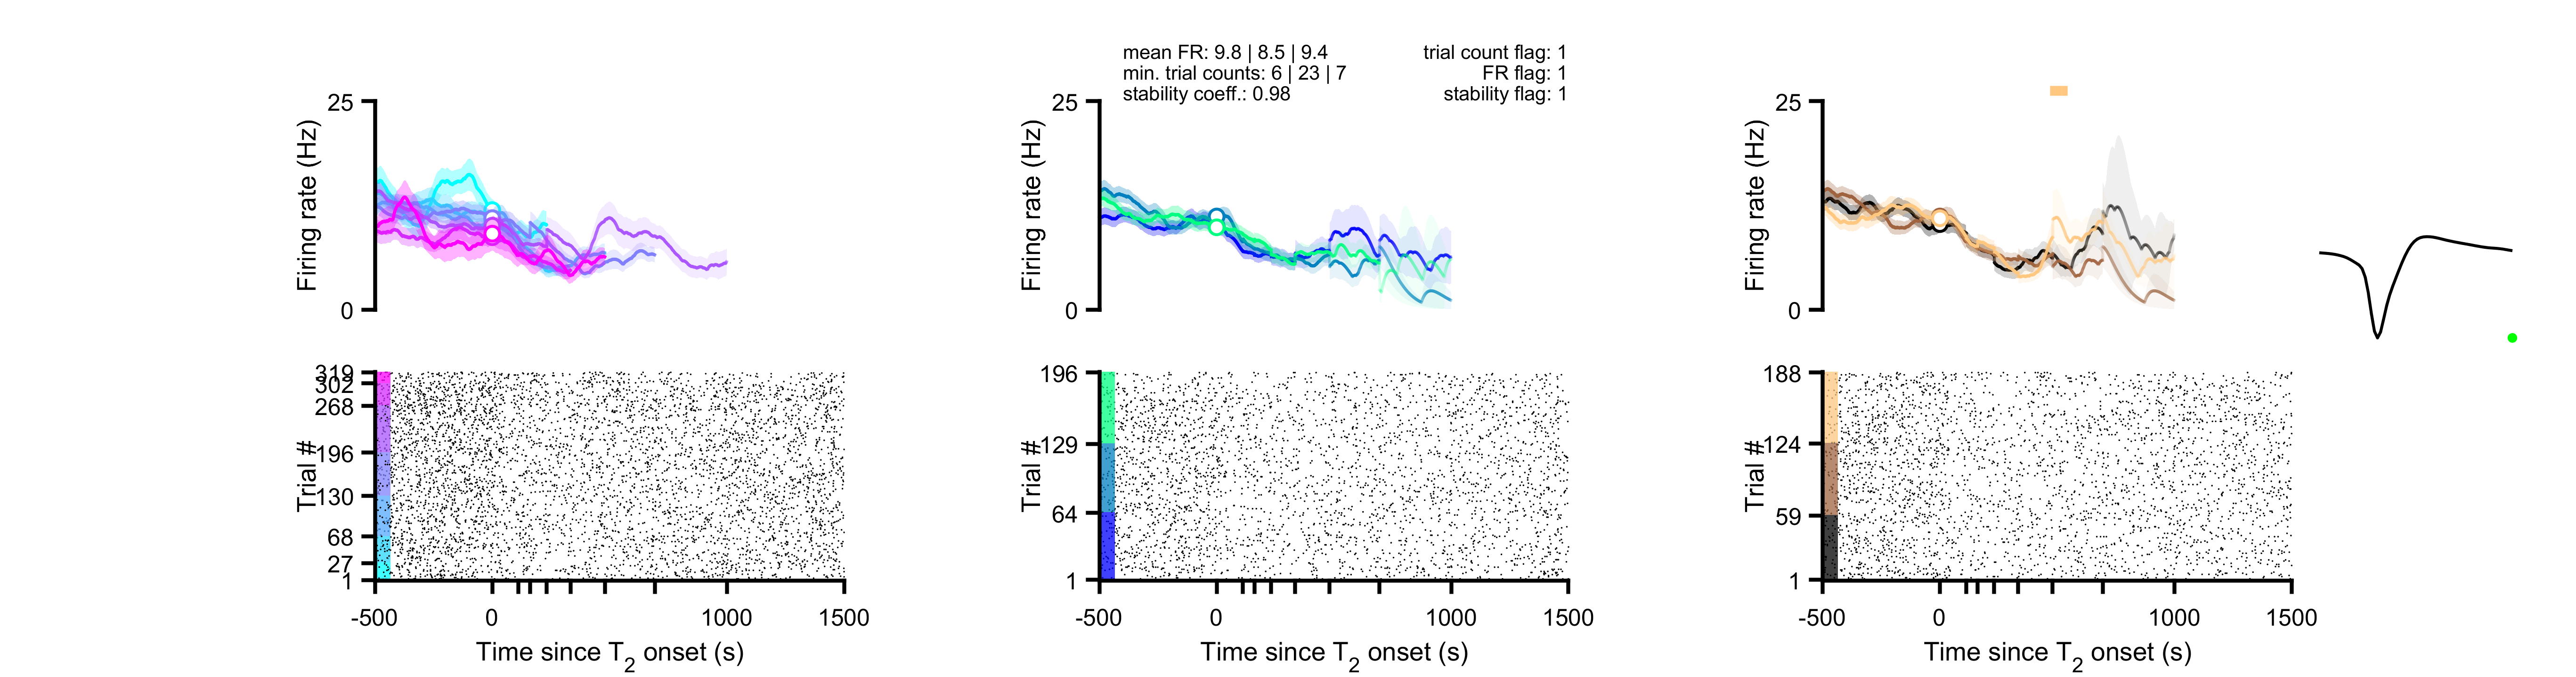 mean FR: 9.8 | 8.5 | 9.4
min. trial counts: 6 | 23 | 7
stability coeff.: 0.98
trial count flag: 1
FR flag: 1
stability flag: 1
25
Firing rate (Hz)
0
319
302
268
196
130
68
27
1
Trial #
-500
0
1000
1500
Time since T2 onset (s)
25
Firing rate (Hz)
0
196
129
64
1
Trial #
-500
0
1000
1500
Time since T2 onset (s)
25
Firing rate (Hz)
0
188
124
59
1
Trial #
-500
0
1000
1500
Time since T2 onset (s)